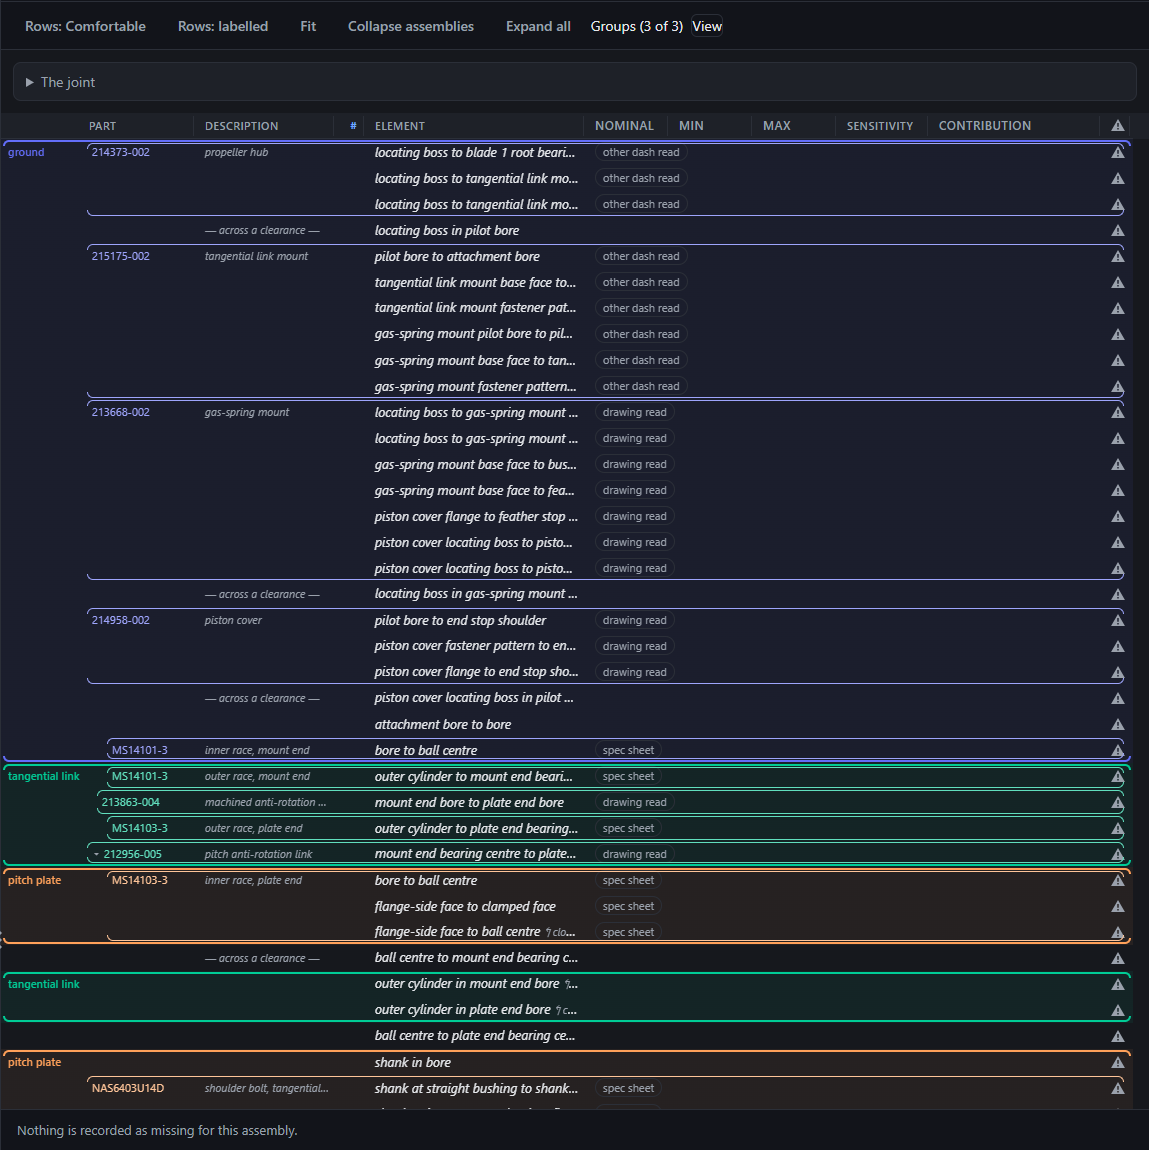 Rows: Comfortable Rows: labelled Fit Collapse assemblies Expand all Groups (3 of 3) View
▶ The joint
PART DESCRIPTION # ELEMENT NOMINAL MIN MAX SENSITIVITY CONTRIBUTION
ground 214373-002 propeller hub locating boss to blade 1 root beari... other dash read
locating boss to tangential link mo... other dash read
locating boss to tangential link mo... other dash read
— across a clearance — locating boss in pilot bore
215175-002 tangential link mount pilot bore to attachment bore other dash read
tangential link mount base face to... other dash read
tangential link mount fastener pat... other dash read
gas-spring mount pilot bore to pil... other dash read
gas-spring mount base face to tan... other dash read
gas-spring mount fastener pattern... other dash read
213668-002 gas-spring mount locating boss to gas-spring mount ... drawing read
locating boss to gas-spring mount ... drawing read
gas-spring mount base face to bus... drawing read
gas-spring mount base face to fea... drawing read
piston cover flange to feather stop ... drawing read
piston cover locating boss to pisto... drawing read
piston cover locating boss to pisto... drawing read
— across a clearance — locating boss in gas-spring mount ...
214958-002 piston cover pilot bore to end stop shoulder drawing read
piston cover fastener pattern to en... drawing read
piston cover flange to end stop sho... drawing read
— across a clearance — piston cover locating boss in pilot ...
attachment bore to bore
MS14101-3 inner race, mount end bore to ball centre spec sheet
tangential link MS14101-3 outer race, mount end outer cylinder to mount end beari... spec sheet
213863-004 machined anti-rotation ... mount end bore to plate end bore drawing read
MS14103-3 outer race, plate end outer cylinder to plate end bearing... spec sheet
212956-005 pitch anti-rotation link mount end bearing centre to plate... drawing read
pitch plate MS14103-3 inner race, plate end bore to ball centre spec sheet
flange-side face to clamped face spec sheet
flange-side face to ball centre ↰ clo... spec sheet
— across a clearance — ball centre to mount end bearing c...
tangential link outer cylinder in mount end bore ↰...
outer cylinder in plate end bore ↰ c...
ball centre to plate end bearing ce...
pitch plate shank in bore
NAS6403U14D shoulder bolt, tangential... shank at straight bushing to shank... spec sheet
Nothing is recorded as missing for this assembly.